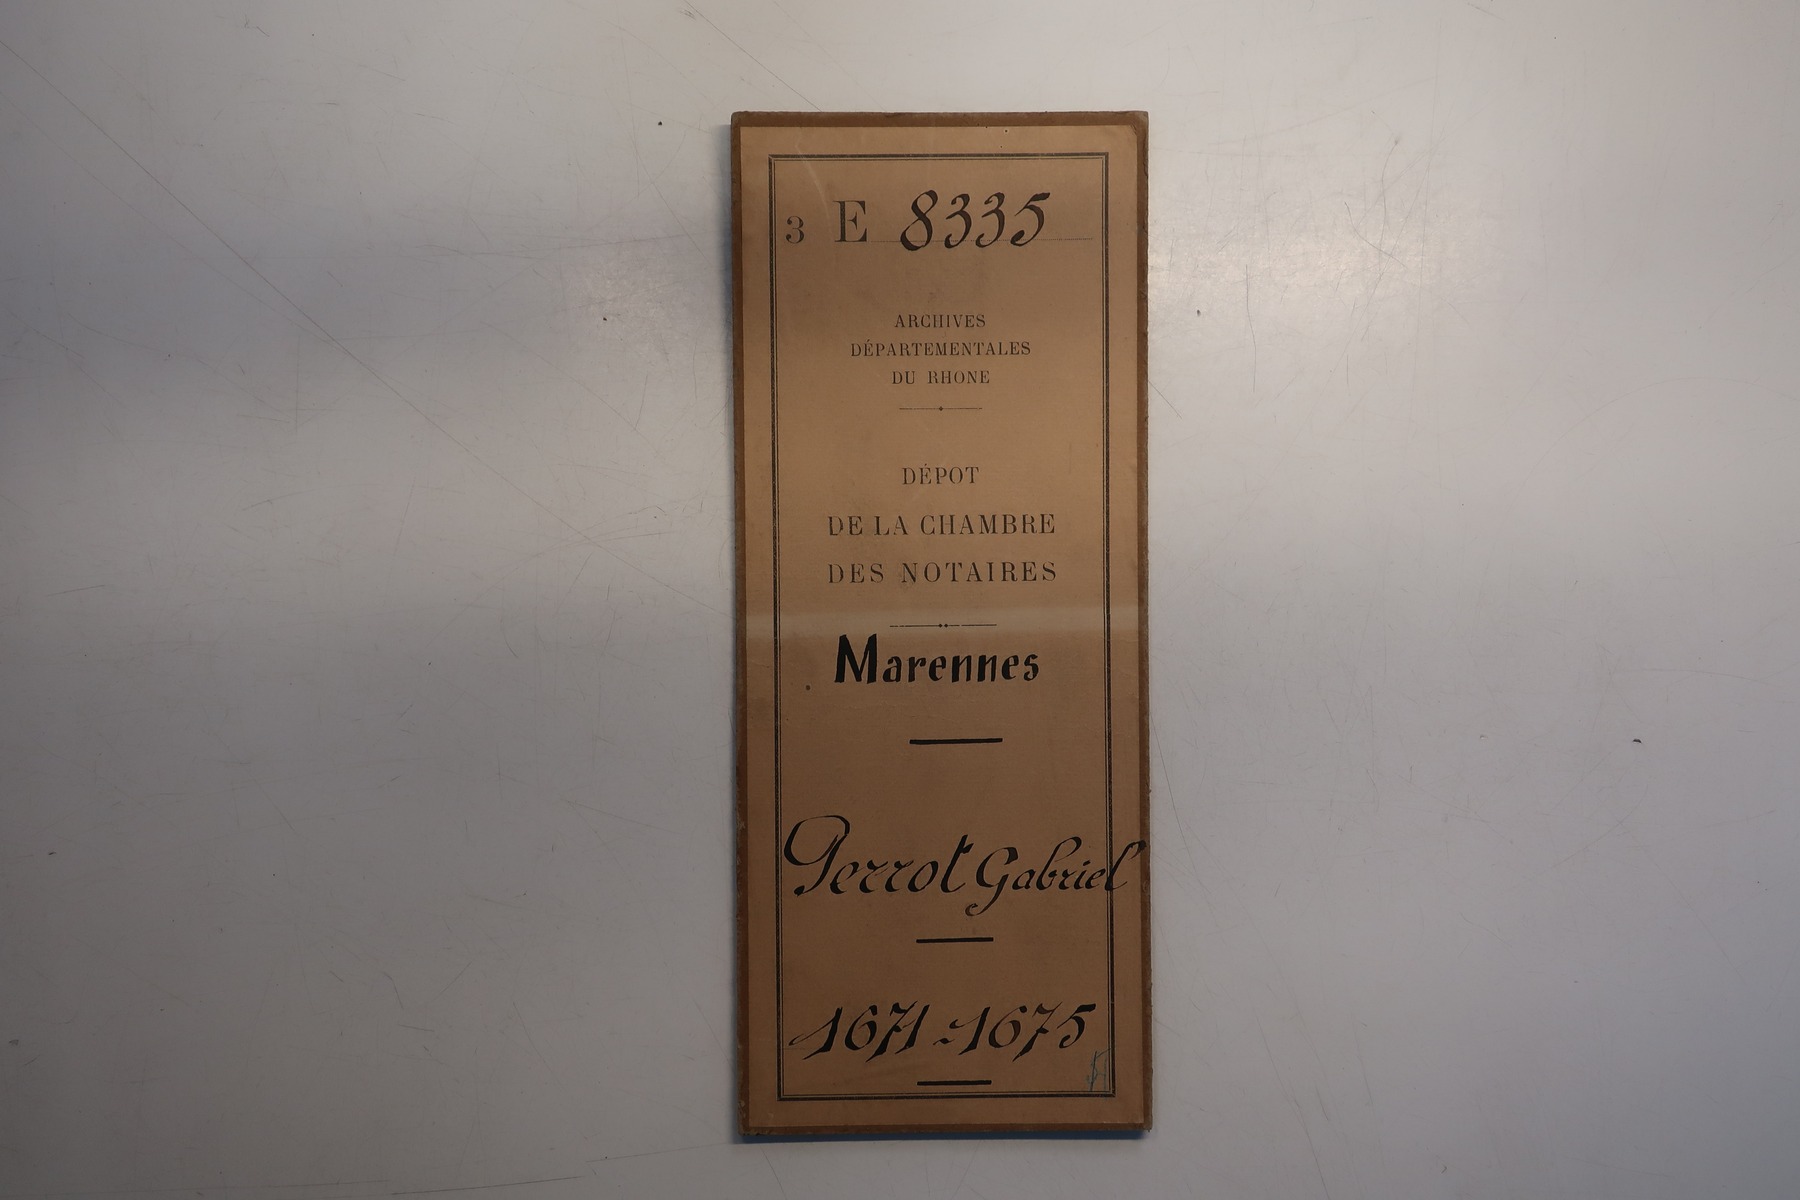 3 E 8335
ARCHIVES
DÉPARTEMENTALES
DU RHONE
DÉPOT
DE LA CHAMBRE
DES NOTAIRES
Marennes
Perrot Gabriel
1671-1675